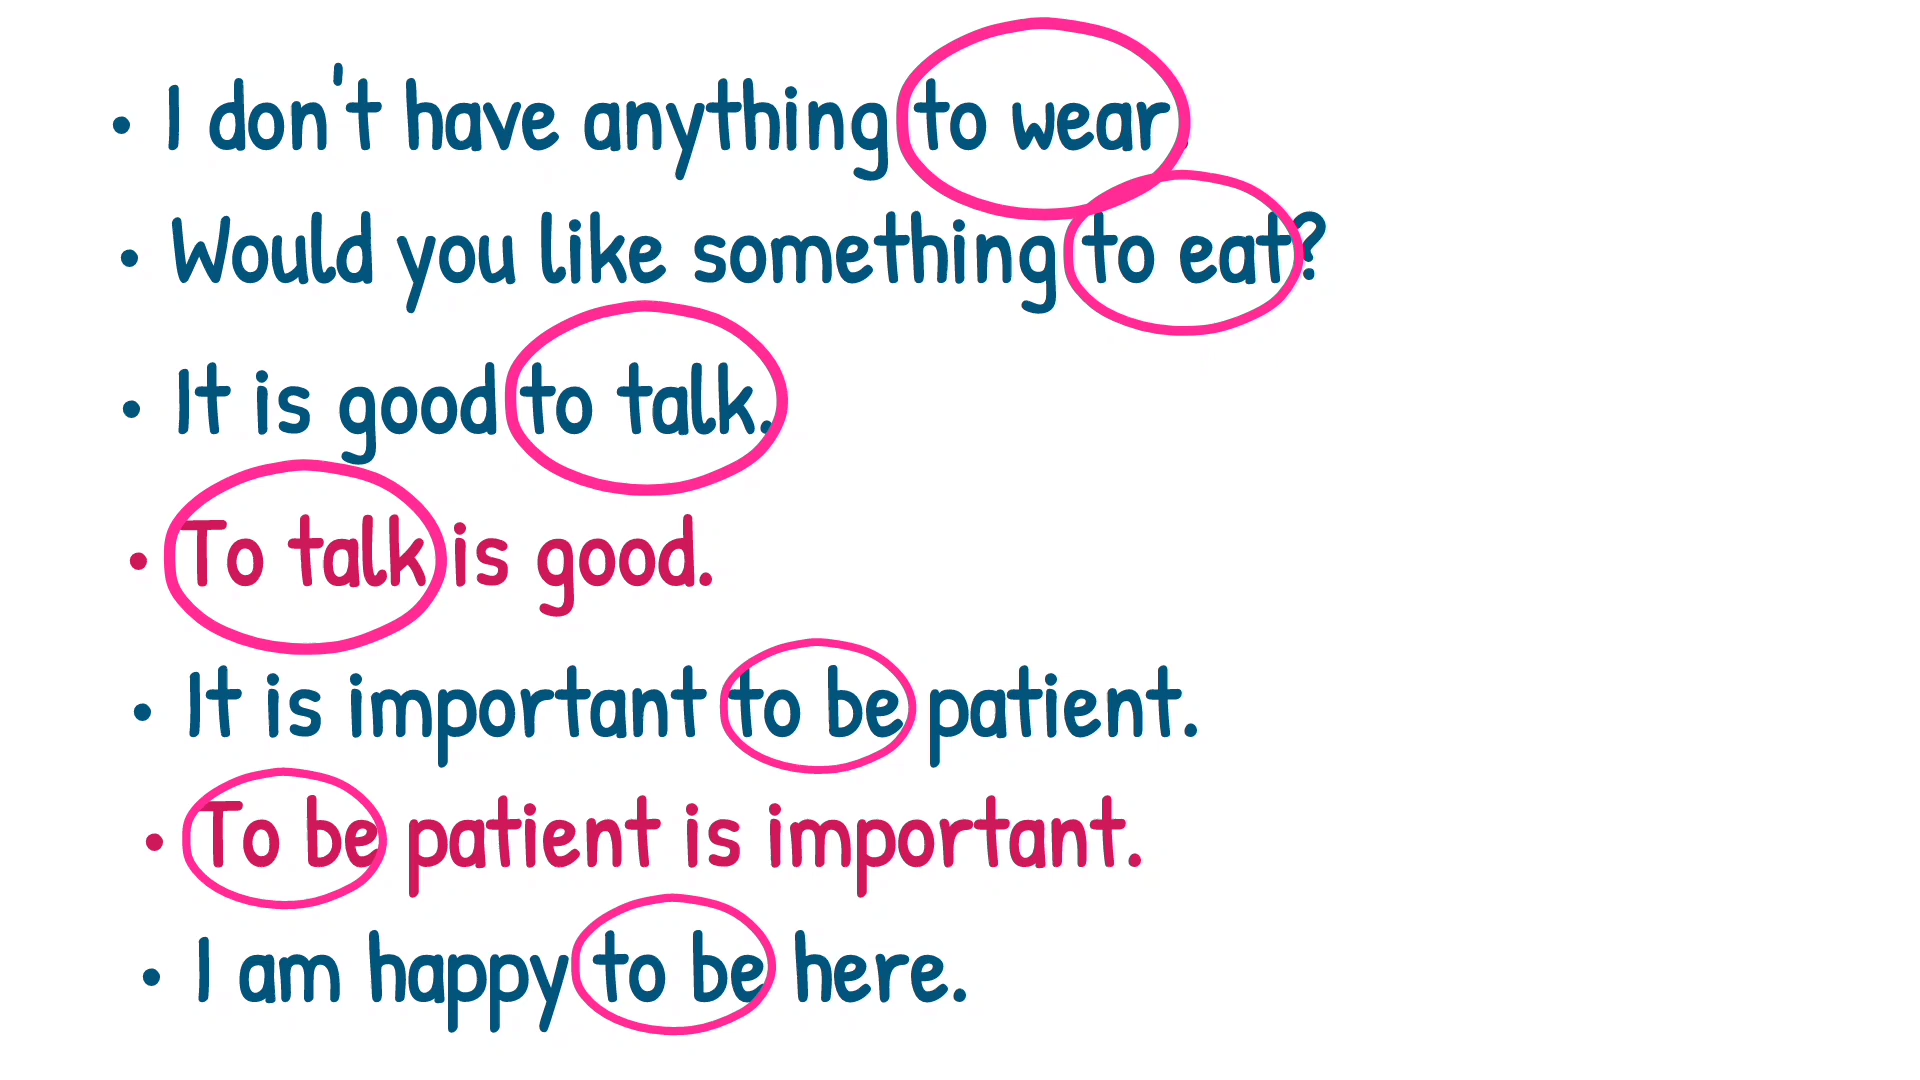 • I don't have anything to wear.
• Would you like something to eat?
• It is good to talk.
• To talk is good.
• It is important to be patient.
• To be patient is important.
• I am happy to be here.